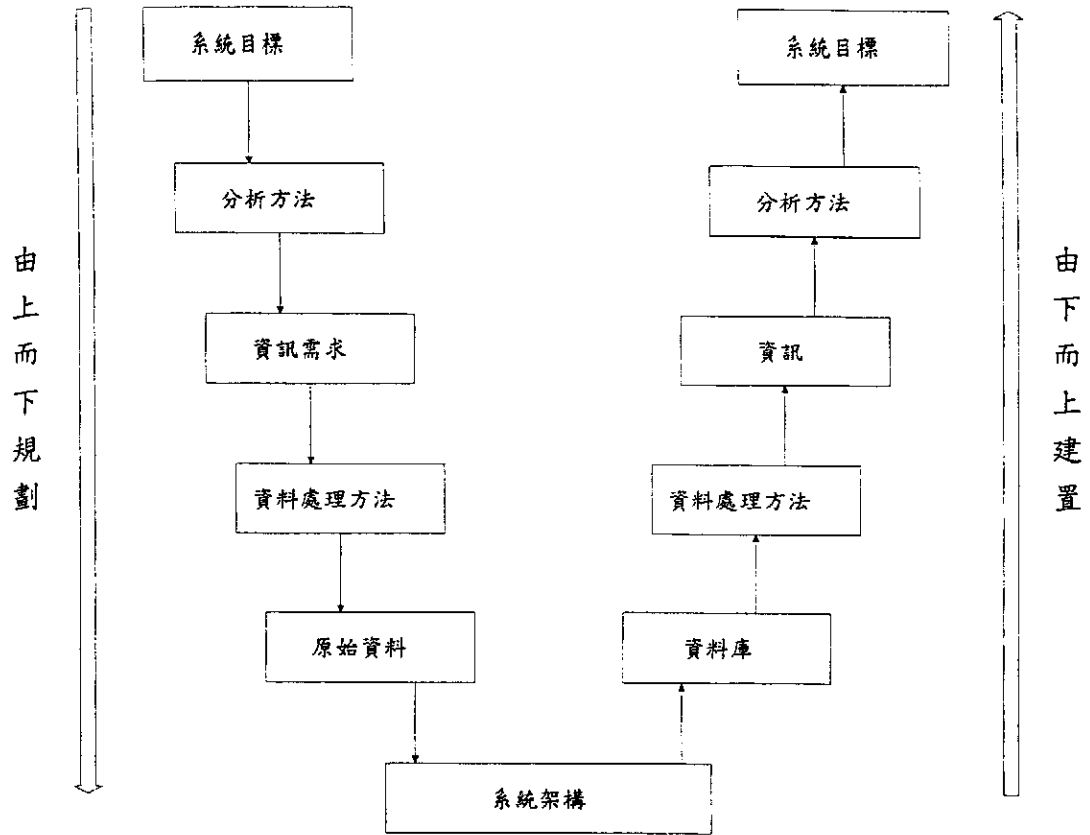 系統目標
系統目標
分析方法
分析方法
由上而下規劃
資訊需求
資訊
由下而上建置
資料處理方法
資料處理方法
原始資料
資料庫
系統架構